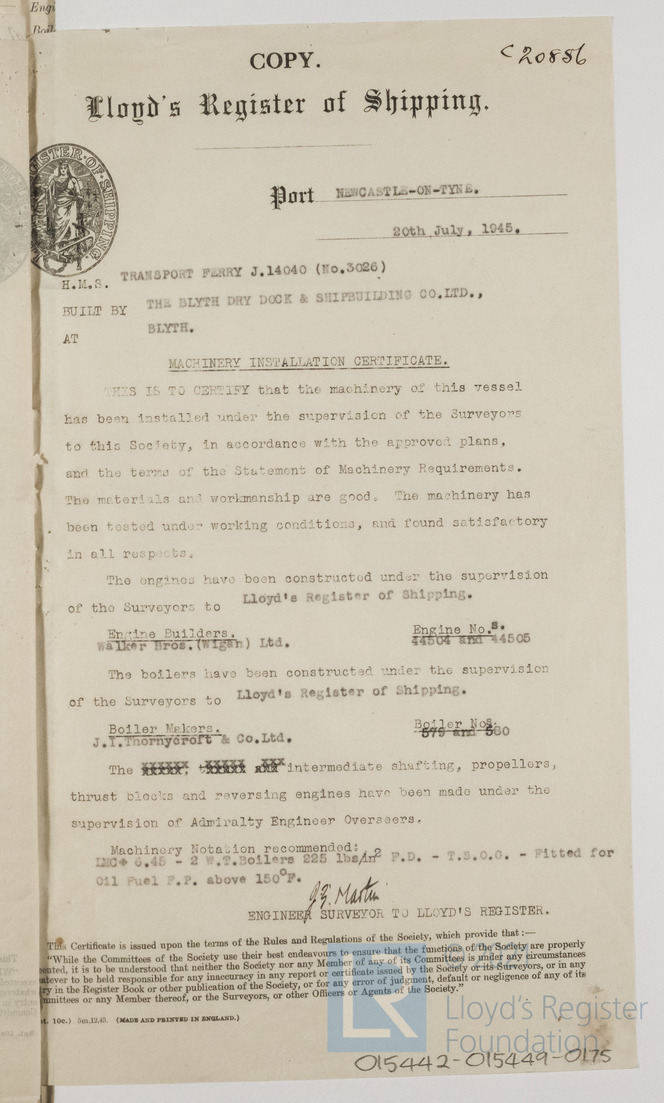 Engi
Boil
COPY.
C20886
Lloyd's Register of Shipping.
Port NEWCASTLE-ON-TYNE.
20th July, 1945.
H.M.S. TRANSPORT FERRY J.14040 (No.3026)
BUILT BY THE BLYTH DRY DOCK & SHIPBUILDING CO.LTD.,
AT BLYTH.
MACHINERY INSTALLATION CERTIFICATE.
THIS IS TO CERTIFY that the machinery of this vessel
has been installed under the supervision of the Surveyors
to this Society, in accordance with the approved plans,
and the terms of the Statement of Machinery Requirements.
The materials and workmanship are good. The machinery has
been tested under working conditions, and found satisfactory
in all respects.
The engines have been constructed under the supervision
of the Surveyors to Lloyd's Register of Shipping.
Engine Builders. Engine No.s.
Walker Bros.(Wigan) Ltd. 44504 and 44505
The boilers have been constructed under the supervision
of the Surveyors to Lloyd's Register of Shipping.
Boiler Makers. Boiler Nos.
J.I.Thornycroft & Co.Ltd. 579 and 580
The intermediate shafting, propellers,
thrust blocks and reversing engines have been made under the
supervision of Admiralty Engineer Overseers.
Machinery Notation recommended:
LMC+ 6.45 - 2 W.T.Boilers 225 lbs/in2 F.D. - T.S.O.G. - Fitted for
Oil Fuel F.P. above 150°F.
Martin
ENGINEER SURVEYOR TO LLOYD'S REGISTER.
This Certificate is issued upon the terms of the Rules and Regulations of the Society, which provide that :—
"While the Committees of the Society use their best endeavours to ensure that the functions of the Society are properly
it is to be understood that neither the Society nor any Member of any of its Committees is under any circumstances
to be held responsible for any inaccuracy in any report or certificate issued by the Society or its Surveyors, or in any
in the Register Book or other publication of the Society, or for any error of judgment, default or negligence of any of its
or any Member thereof, or the Surveyors, or other Officers or Agents of the Society."
10c.) 5m,12,43. (MADE AND PRINTED IN ENGLAND.)
LR Lloyd's Register
Foundation
015442-015449-0175